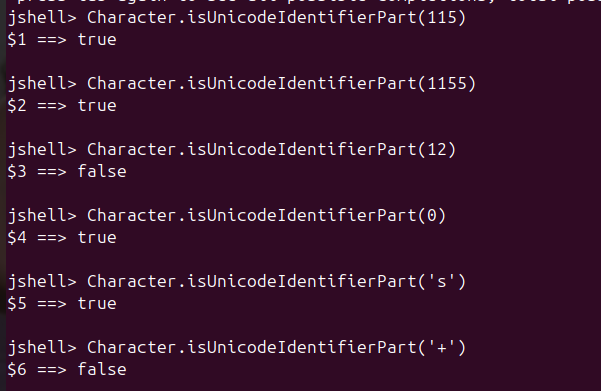 jshell> Character.isUnicodeIdentifierPart(115)
$1 ==> true
jshell> Character.isUnicodeIdentifierPart(1155)
$2 ==> true
jshell> Character.isUnicodeIdentifierPart(12)
$3 ==> false
jshell> Character.isUnicodeIdentifierPart(0)
$4 ==> true
jshell> Character.isUnicodeIdentifierPart('s')
$5 ==> true
jshell> Character.isUnicodeIdentifierPart('+')
$6 ==> false